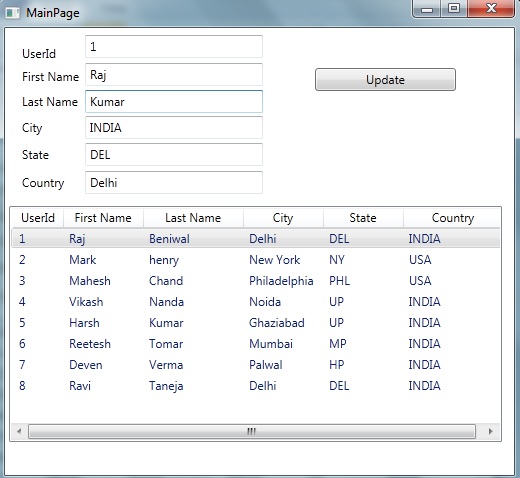 MainPage
UserId 1
First Name Raj
Update
Last Name Kumar
City INDIA
State DEL
Country Delhi
UserId First Name Last Name City State Country
1 Raj Beniwal Delhi DEL INDIA
2 Mark henry New York NY USA
3 Mahesh Chand Philadelphia PHL USA
4 Vikash Nanda Noida UP INDIA
5 Harsh Kumar Ghaziabad UP INDIA
6 Reetesh Tomar Mumbai MP INDIA
7 Deven Verma Palwal HP INDIA
8 Ravi Taneja Delhi DEL INDIA